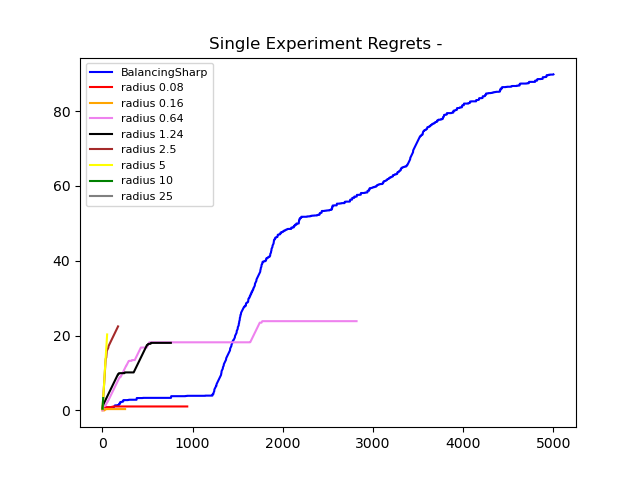 Single Experiment Regrets -
BalancingSharp
radius 0.08
radius 0.16
radius 0.64
radius 1.24
radius 2.5
radius 5
radius 10
radius 25
80
60
40
20
0
0 1000 2000 3000 4000 5000